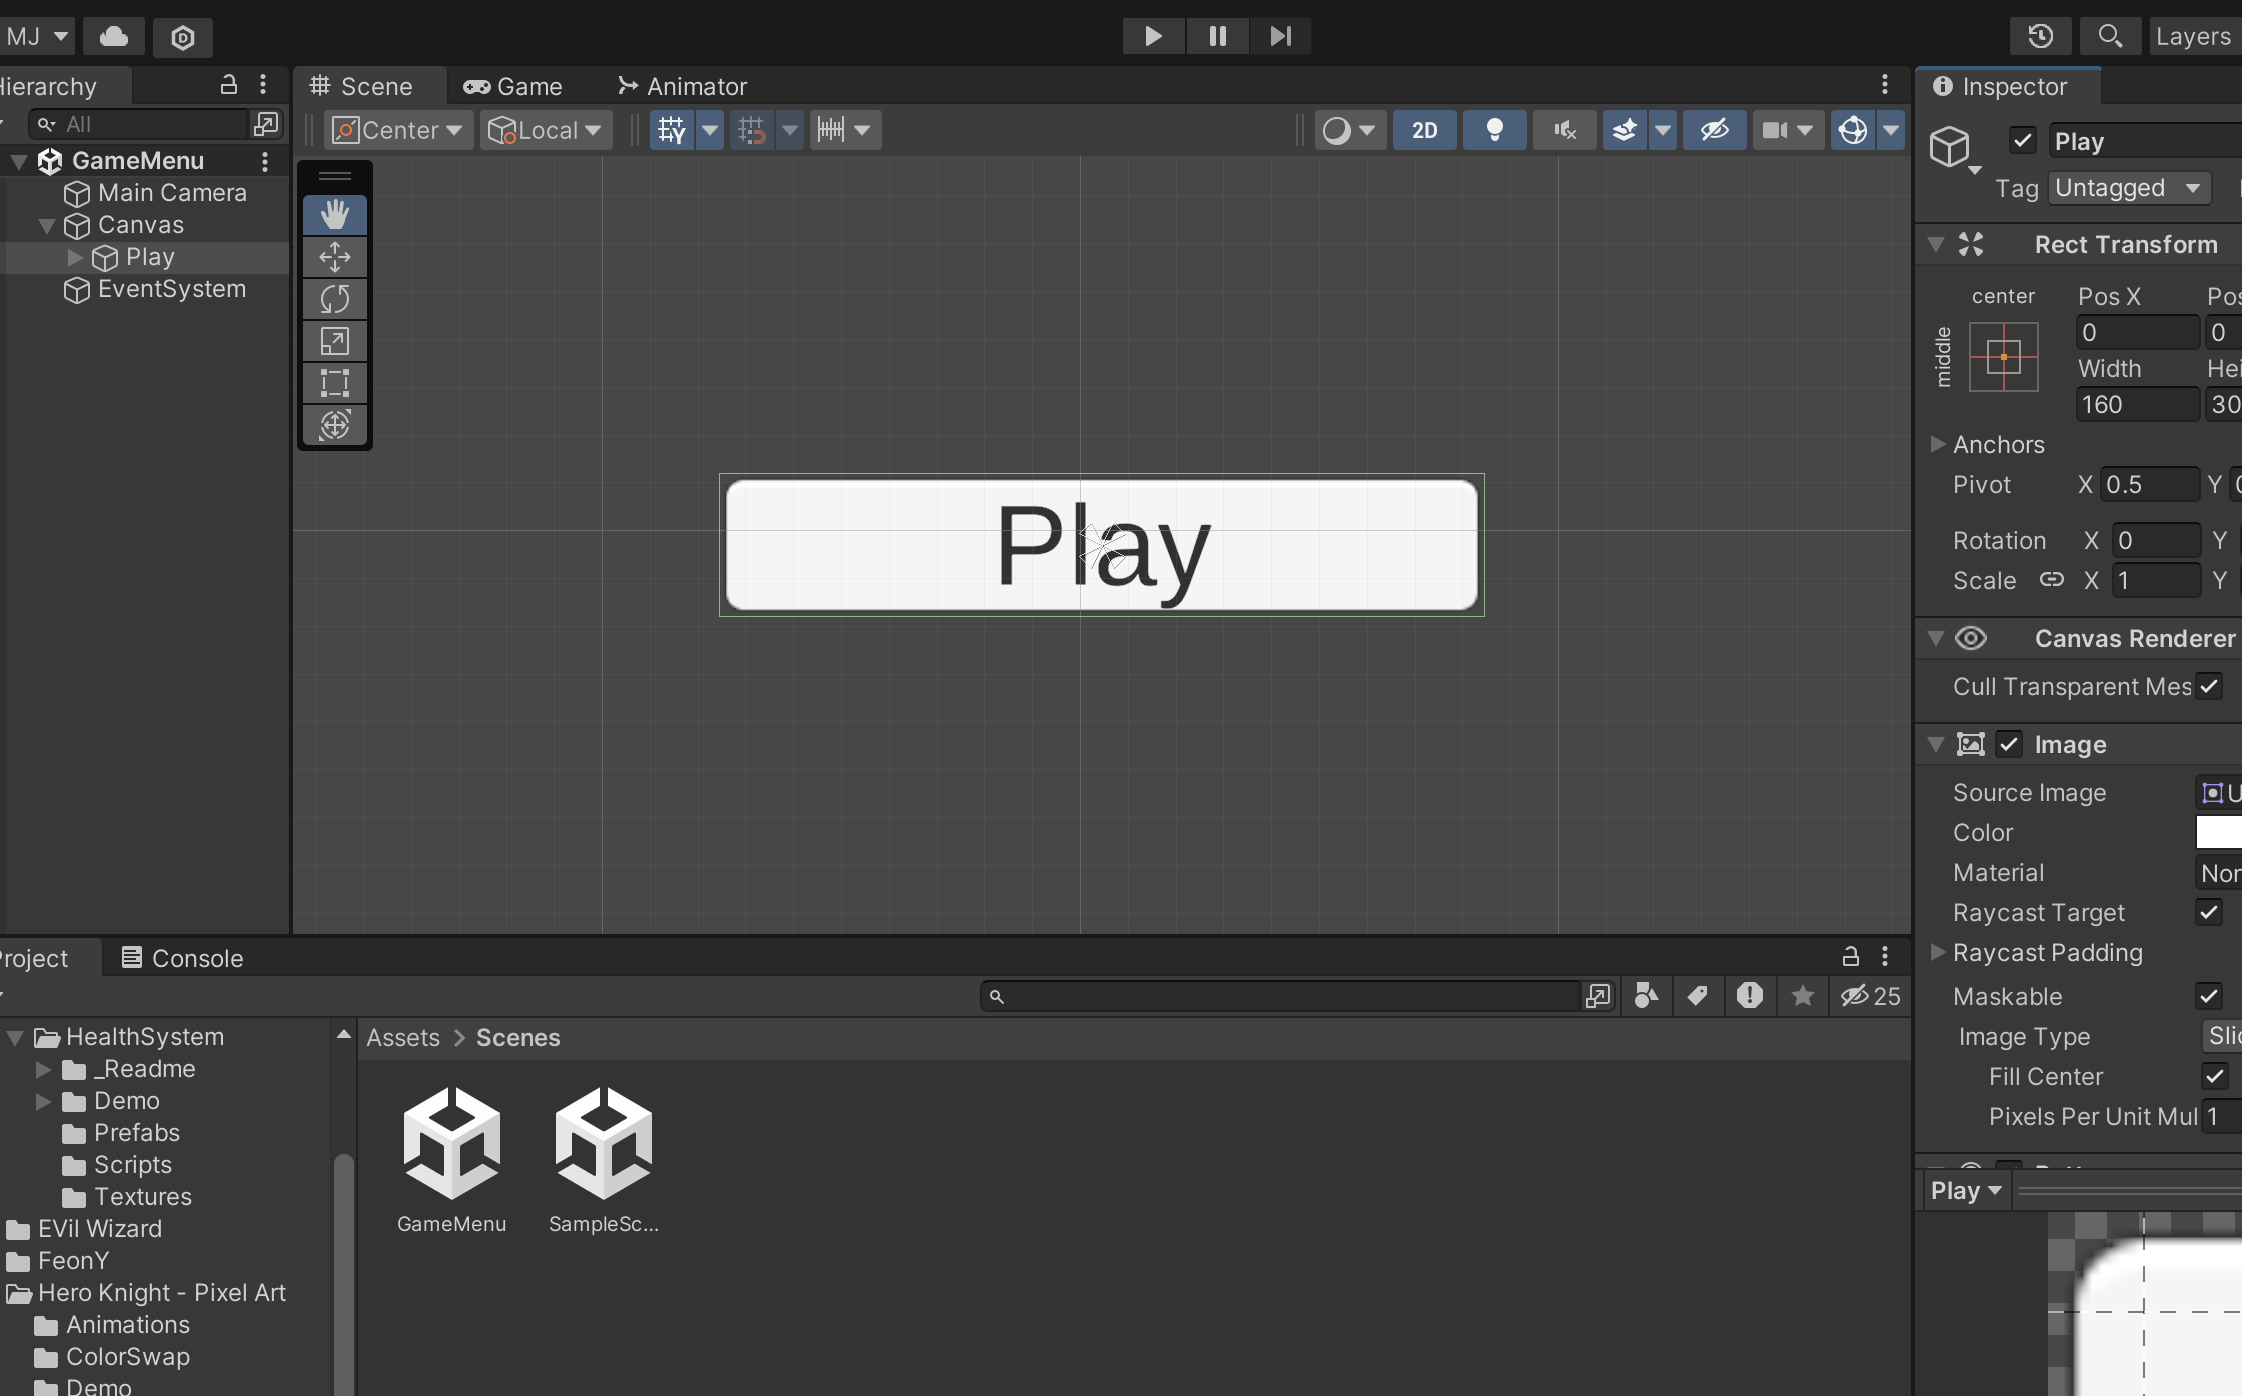 MJ
Layers
Hierarchy
All
GameMenu
Main Camera
Canvas
Play
EventSystem
Scene
Game
Animator
Center
Local
2D
Play
Inspector
Play
Tag
Untagged
Rect Transform
center
middle
Pos X
Pos
0
0
Width
Hei
160
30
Anchors
Pivot
X
0.5
Y
0
Rotation
X
0
Y
Scale
X
1
Y
Canvas Renderer
Cull Transparent Mes
Image
Source Image
U
Color
Material
Non
Raycast Target
Raycast Padding
Maskable
Image Type
Slic
Fill Center
Pixels Per Unit Mul
1
Play
Project
Console
25
HealthSystem
_Readme
Demo
Prefabs
Scripts
Textures
EVil Wizard
FeonY
Hero Knight - Pixel Art
Animations
ColorSwap
Demo
Assets > Scenes
GameMenu
SampleSc...